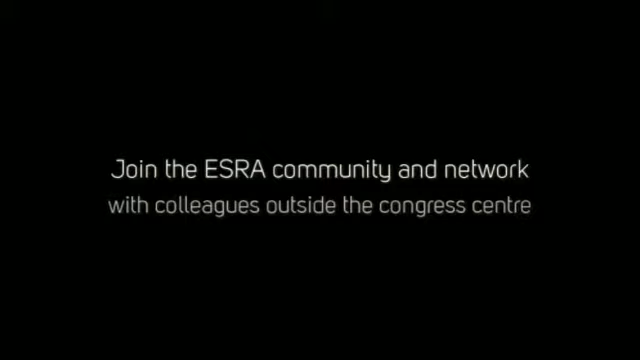 Join the ESRA community and network
with colleagues outside the congress centre